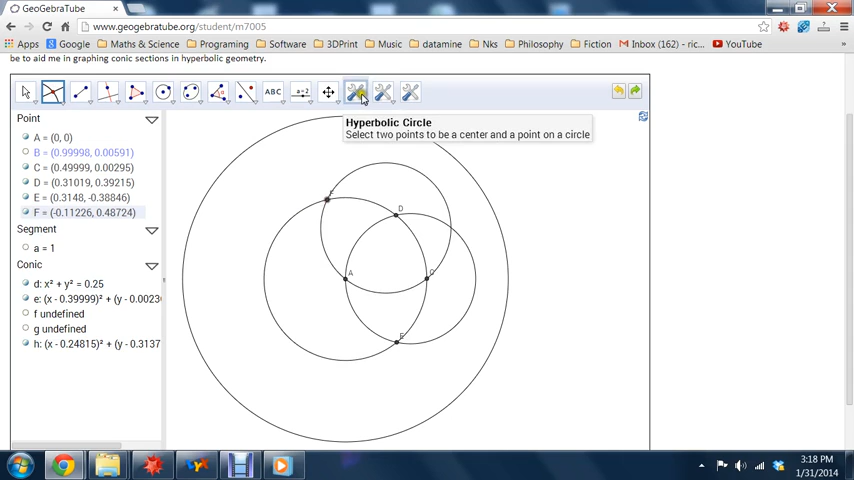 GeoGebraTube
www.geogebratube.org/student/m7005
Apps Google Maths & Science Programing Software 3DPrint Music datamine Nks Philosophy Fiction Inbox (162) - ric... YouTube
be to aid me in graphing conic sections in hyperbolic geometry.
ABC a=2
Hyperbolic Circle
Select two points to be a center and a point on a circle
Point
A = (0, 0)
B = (0.99998, 0.00591)
C = (0.49999, 0.00295)
D = (0.31019, 0.39215)
E = (0.3148, -0.38846)
F = (-0.11226, 0.48724)
Segment
a = 1
Conic
d: x² + y² = 0.25
e: (x - 0.39999)² + (y - 0.0023
f undefined
g undefined
h: (x - 0.24815)² + (y - 0.3137
F
D
A
C
E
3:18 PM
1/31/2014